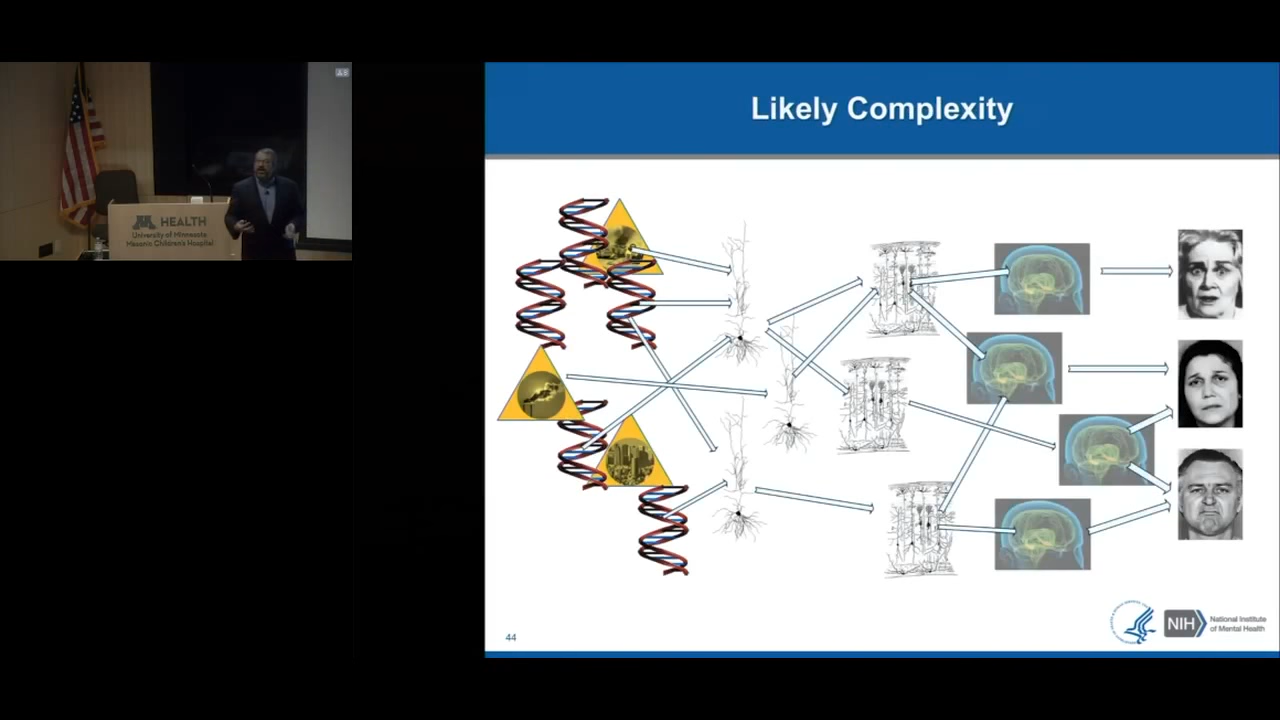 Likely Complexity
HEALTH
University of Minnesota
Masonic Children's Hospital
44
NIH
National Institute
of Mental Health